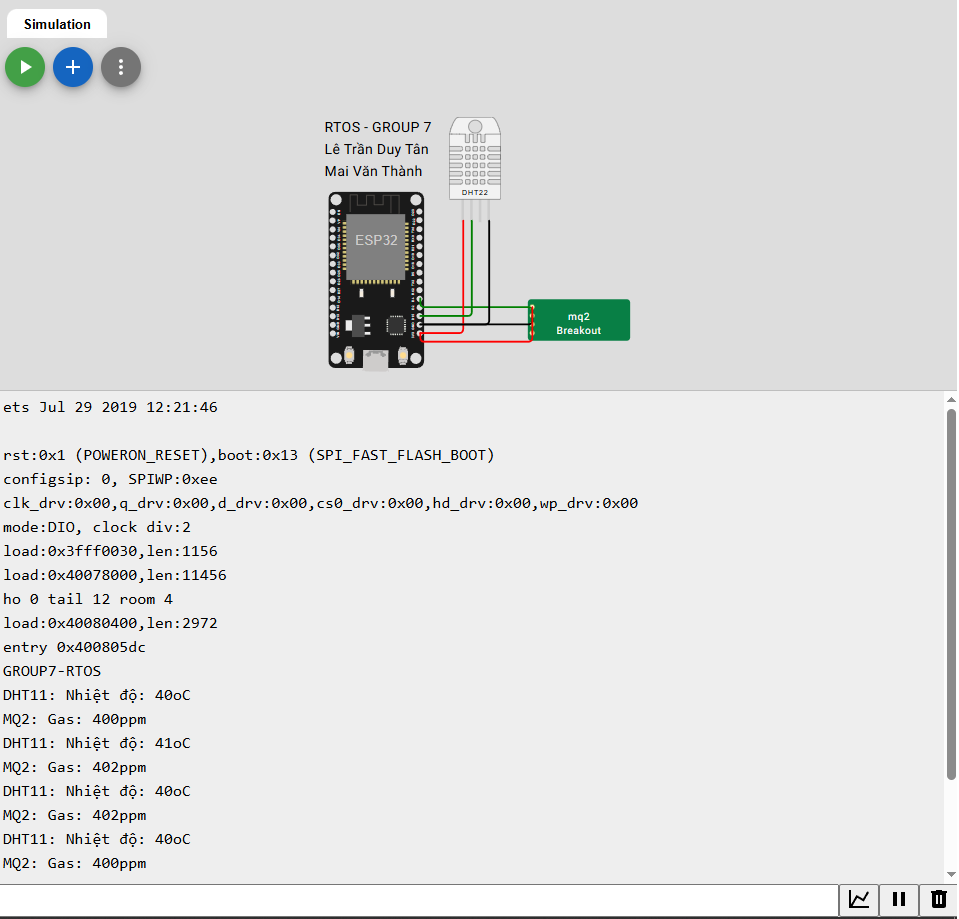 Simulation
RTOS - GROUP 7
Lê Trần Duy Tân
Mai Văn Thành
DHT22
ESP32
mq2
Breakout
ets Jul 29 2019 12:21:46
rst:0x1 (POWERON_RESET),boot:0x13 (SPI_FAST_FLASH_BOOT)
configsip: 0, SPIWP:0xee
clk_drv:0x00,q_drv:0x00,d_drv:0x00,cs0_drv:0x00,hd_drv:0x00,wp_drv:0x00
mode:DIO, clock div:2
load:0x3fff0030,len:1156
load:0x40078000,len:11456
ho 0 tail 12 room 4
load:0x40080400,len:2972
entry 0x400805dc
GROUP7-RTOS
DHT11: Nhiệt độ: 40oC
MQ2: Gas: 400ppm
DHT11: Nhiệt độ: 41oC
MQ2: Gas: 402ppm
DHT11: Nhiệt độ: 40oC
MQ2: Gas: 402ppm
DHT11: Nhiệt độ: 40oC
MQ2: Gas: 400ppm